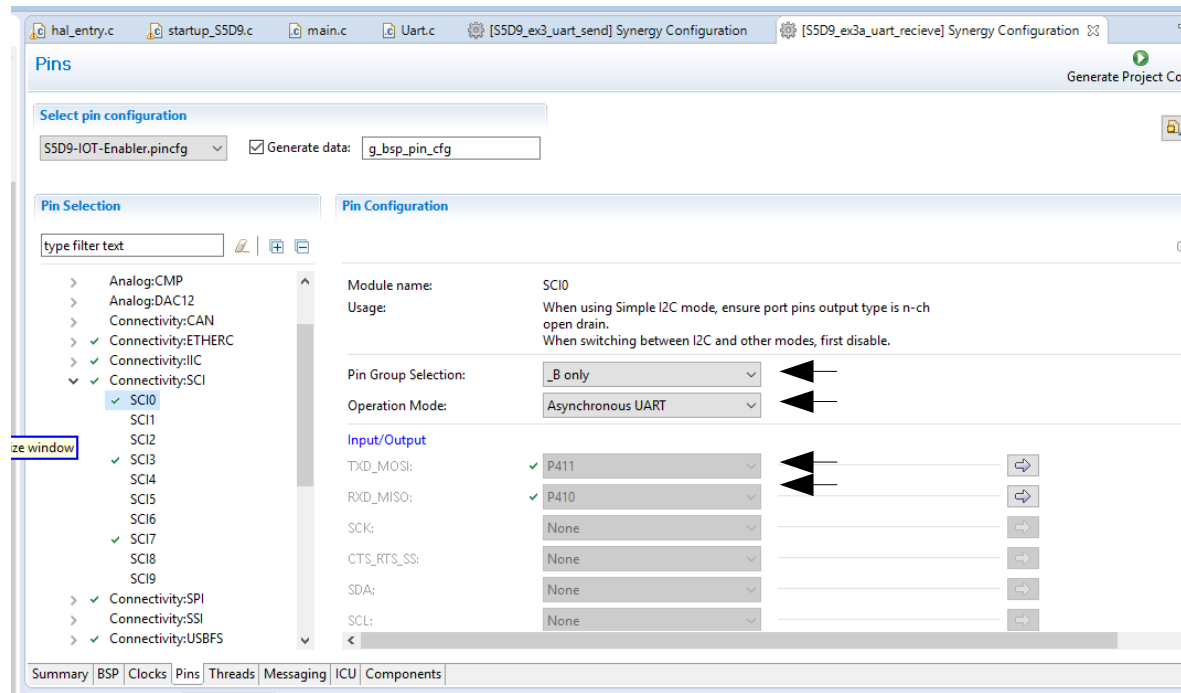 hal_entry.c startup_S5D9.c main.c Uart.c [S5D9_ex3_uart_send] Synergy Configuration [S5D9_ex3a_uart_recieve] Synergy Configuration
Pins
Generate Project Co
Select pin configuration
S5D9-IOT-Enabler.pincfg Generate data: g_bsp_pin_cfg
Pin Selection
Pin Configuration
type filter text
Analog:CMP
Analog:DAC12
Connectivity:CAN
Connectivity:ETHERC
Connectivity:IIC
Connectivity:SCI
SCI0
SCI1
SCI2
ze window
SCI3
SCI4
SCI5
SCI6
SCI7
SCI8
SCI9
Connectivity:SPI
Connectivity:SSI
Connectivity:USBFS
Module name: SCI0
Usage: When using Simple I2C mode, ensure port pins output type is n-ch
open drain.
When switching between I2C and other modes, first disable.
Pin Group Selection: _B only
Operation Mode: Asynchronous UART
Input/Output
TXD_MOSI: P411
RXD_MISO: P410
SCK: None
CTS_RTS_SS: None
SDA: None
SCL: None
Summary BSP Clocks Pins Threads Messaging ICU Components